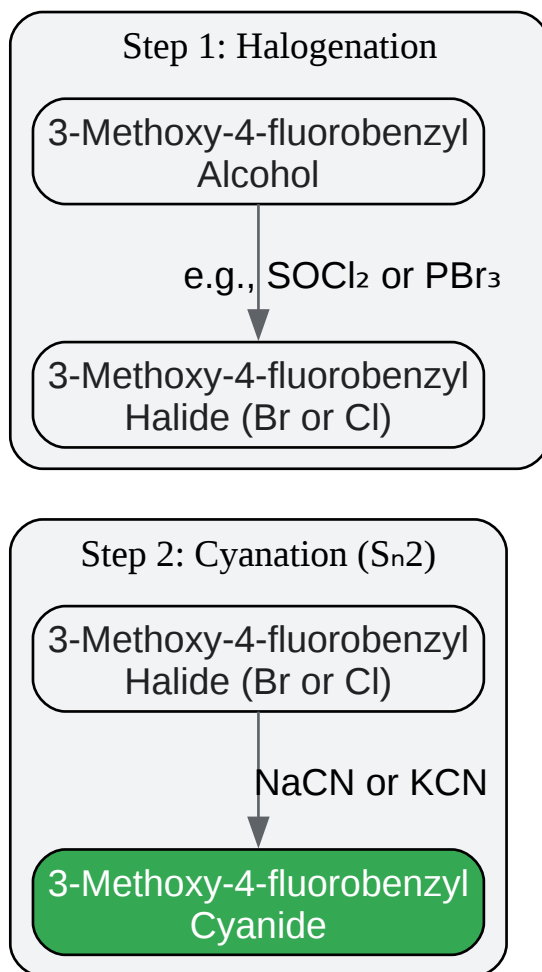 Step 1: Halogenation
3-Methoxy-4-fluorobenzyl
Alcohol
e.g., SOCl₂ or PBr₃
3-Methoxy-4-fluorobenzyl
Halide (Br or Cl)
Step 2: Cyanation (Sₙ2)
3-Methoxy-4-fluorobenzyl
Halide (Br or Cl)
NaCN or KCN
3-Methoxy-4-fluorobenzyl
Cyanide